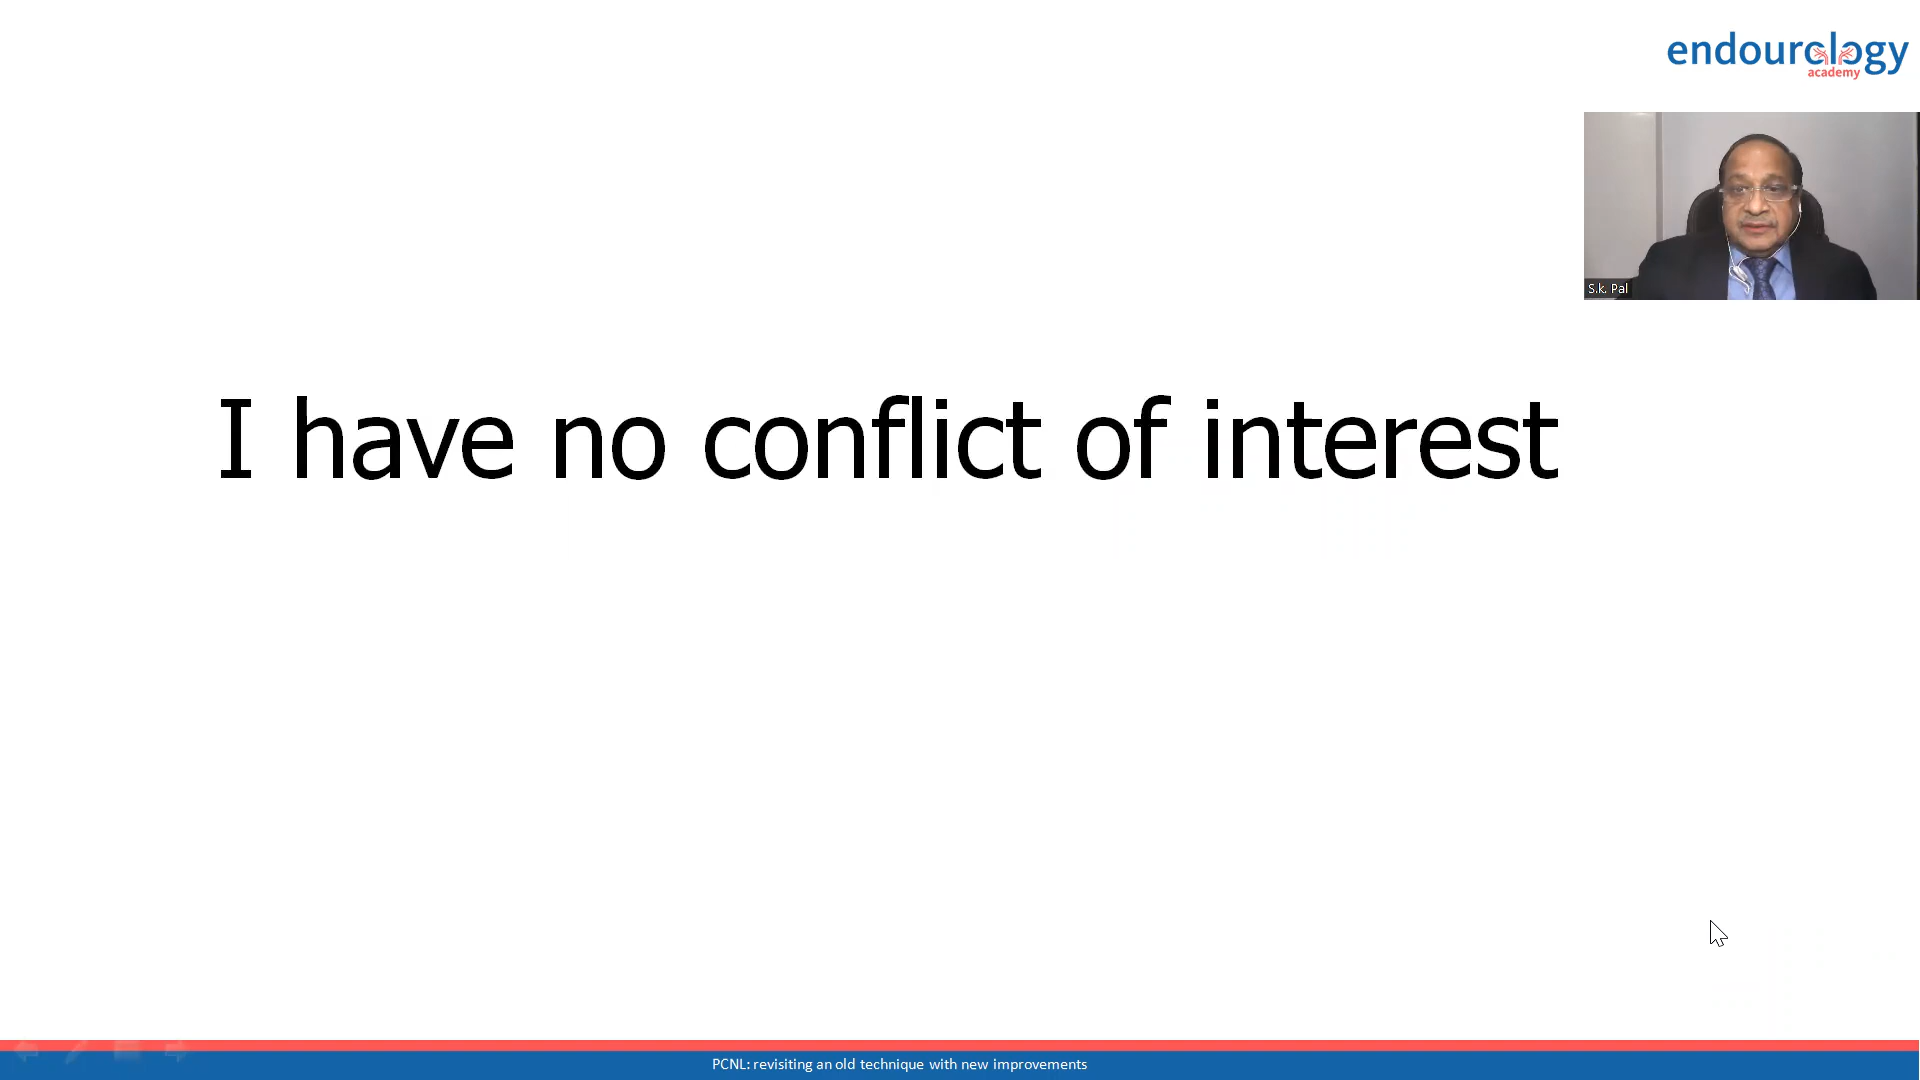 endourology
academy
S.k. Pal
I have no conflict of interest
PCNL: revisiting an old technique with new improvements